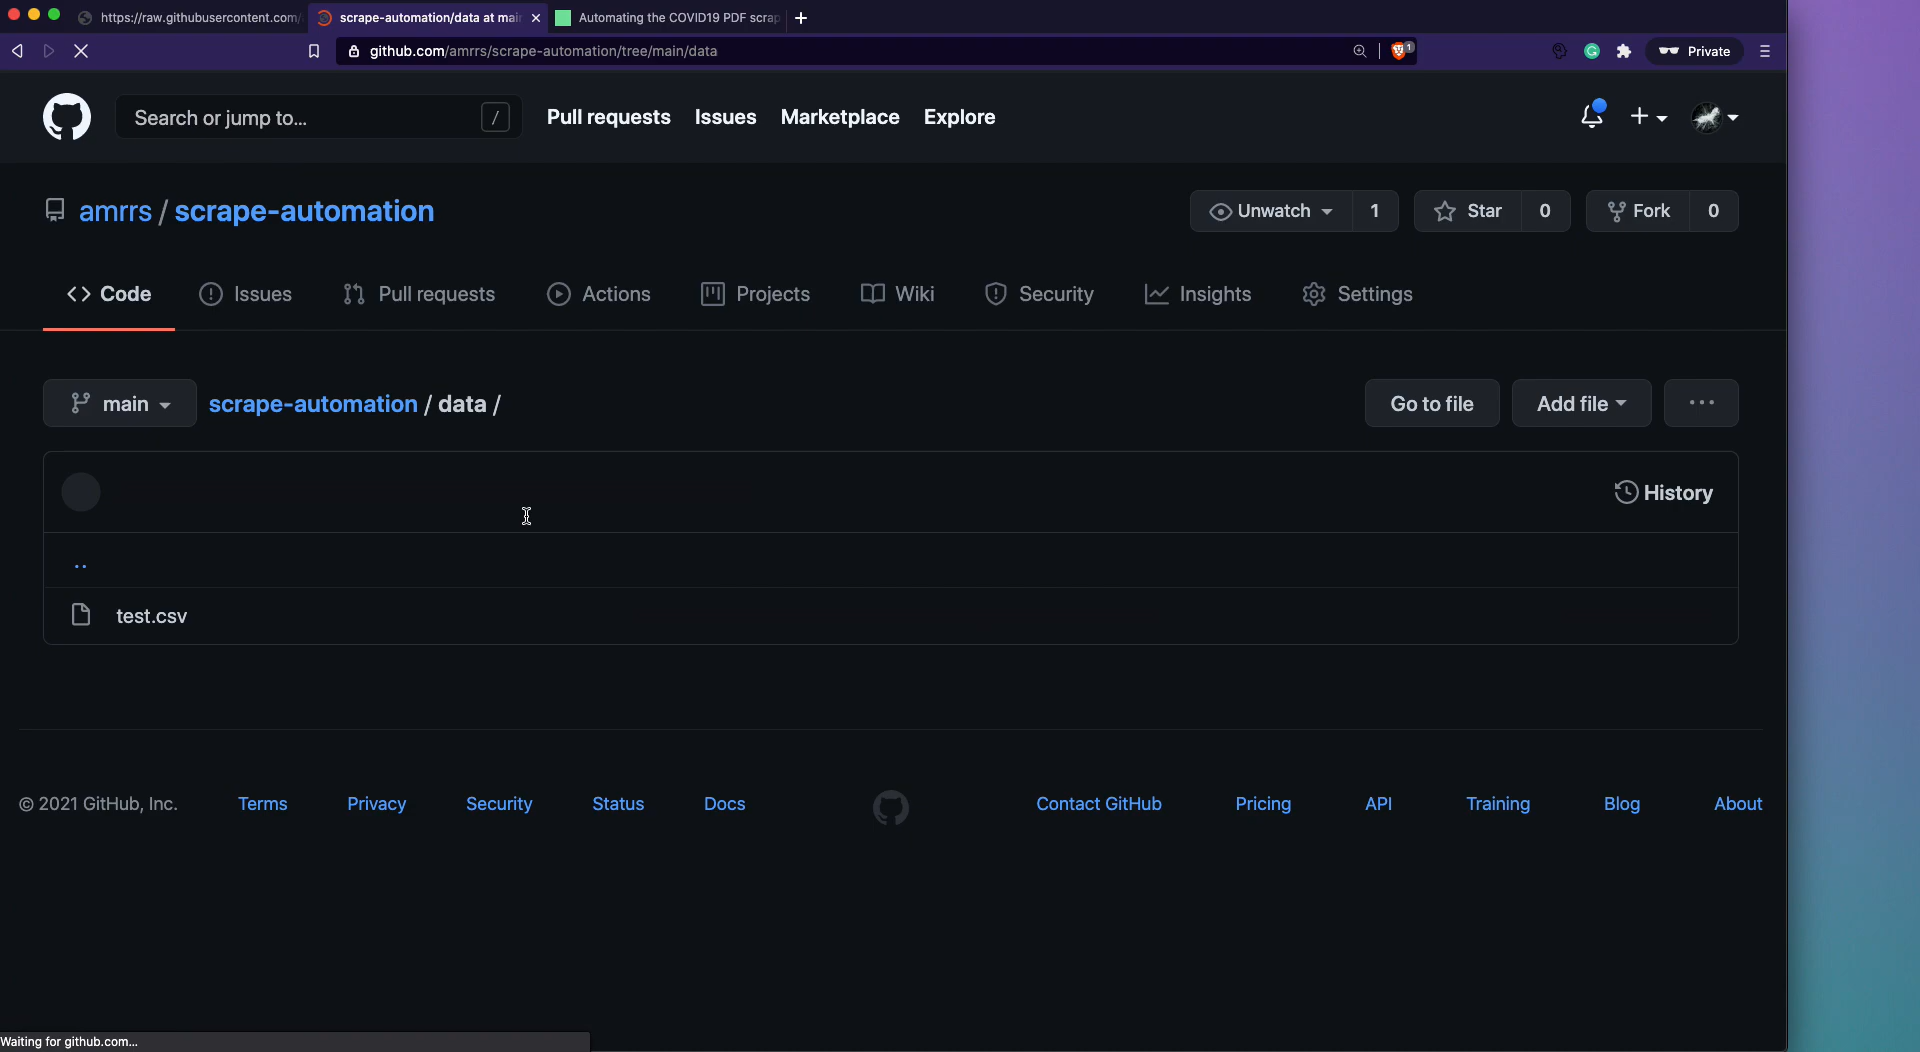 https://raw.githubusercontent.com/
scrape-automation/data at mai
Automating the COVID19 PDF scrap
github.com/amrrs/scrape-automation/tree/main/data
1
Private
Search or jump to...
/
Pull requests
Issues
Marketplace
Explore
amrrs / scrape-automation
Unwatch 1
Star 0
Fork 0
Code
Issues
Pull requests
Actions
Projects
Wiki
Security
Insights
Settings
main
scrape-automation / data /
Go to file
Add file
...
History
..
test.csv
© 2021 GitHub, Inc.
Terms
Privacy
Security
Status
Docs
Contact GitHub
Pricing
API
Training
Blog
About
Waiting for github.com...